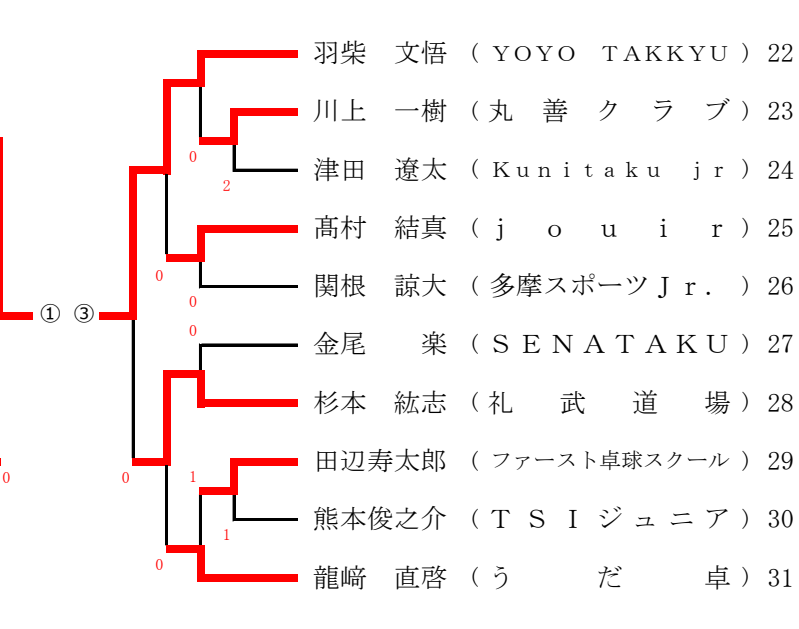 羽柴　文悟 （ YOYO　TAKKYU ） 22
川上　一樹 （ 丸　善　ク　ラ　ブ ） 23
0
津田　遼太 （ Kunitaku　jr ） 24
2
髙村　結真 （ j　o　u　i　r ） 25
0
関根　諒大 （ 多摩スポーツＪｒ． ） 26
0
① ③
0
金尾　　楽 （ ＳＥＮＡＴＡＫＵ ） 27
杉本　紘志 （ 礼　武　道　場 ） 28
田辺寿太郎 （ ファースト卓球スクール ） 29
0 0 1
熊本俊之介 （ ＴＳＩジュニア ） 30
1
0
龍﨑　直啓 （ う　だ　卓 ） 31